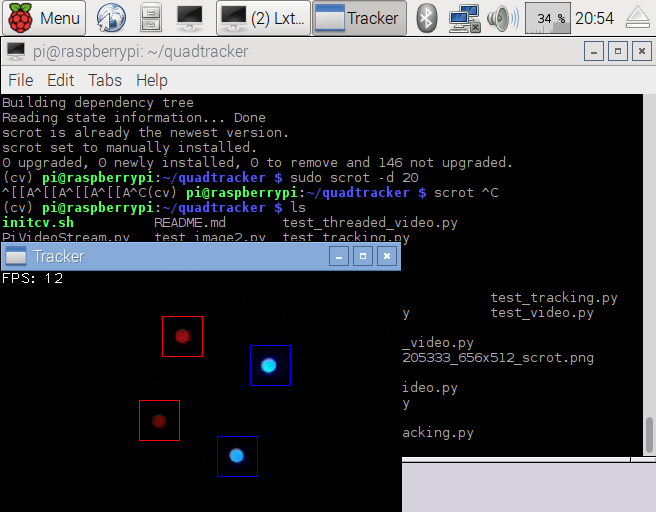 Menu (2) Lxt... Tracker 34 % 20:54
pi@raspberrypi: ~/quadtracker
File Edit Tabs Help
Building dependency tree
Reading state information... Done
scrot is already the newest version.
scrot set to manually installed.
0 upgraded, 0 newly installed, 0 to remove and 146 not upgraded.
(cv) pi@raspberrypi:~/quadtracker $ sudo scrot -d 20
^[[A^[[A^[[A^[[A^C(cv) pi@raspberrypi:~/quadtracker $ scrot ^C
(cv) pi@raspberrypi:~/quadtracker $ ls
initcv.sh README.md test_threaded_video.py
PiVideoStream.py test_image2.py test_tracking.py
Tracker
FPS: 12
test_tracking.py
y test_video.py
_video.py
205333_656x512_scrot.png
ideo.py
y
acking.py